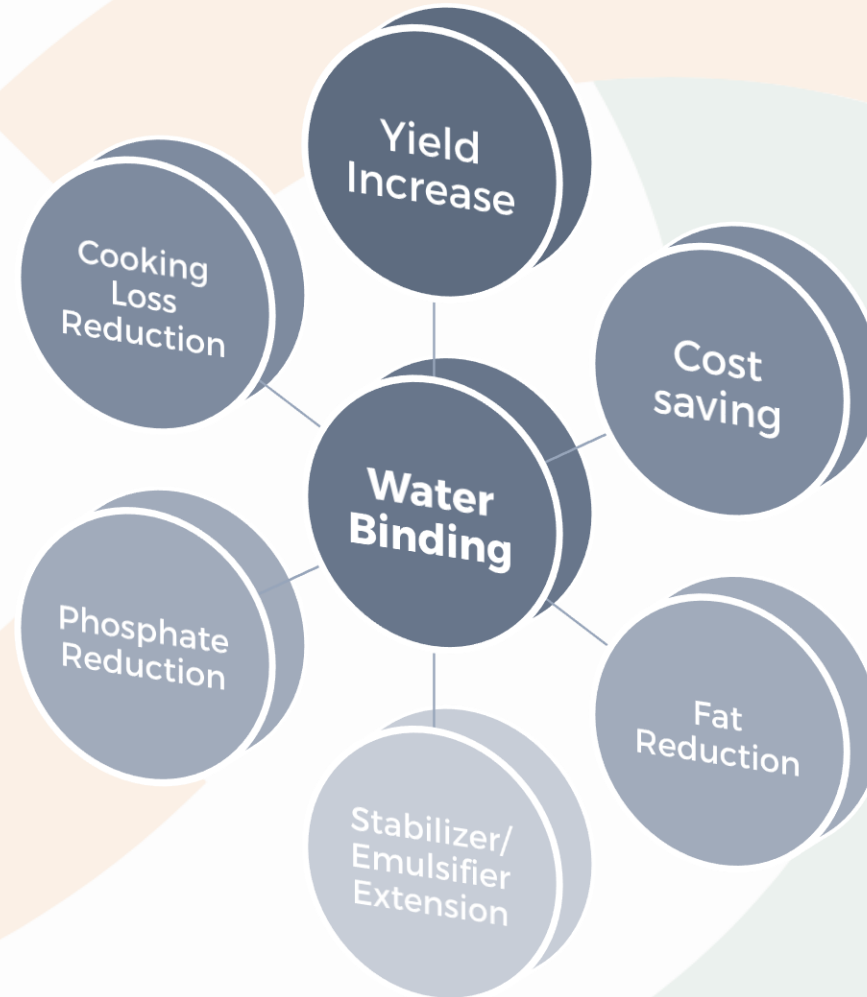 Yield
Increase
Cooking
Loss
Reduction
Cost
saving
Water
Binding
Phosphate
Reduction
Fat
Reduction
Stabilizer/
Emulsifier
Extension